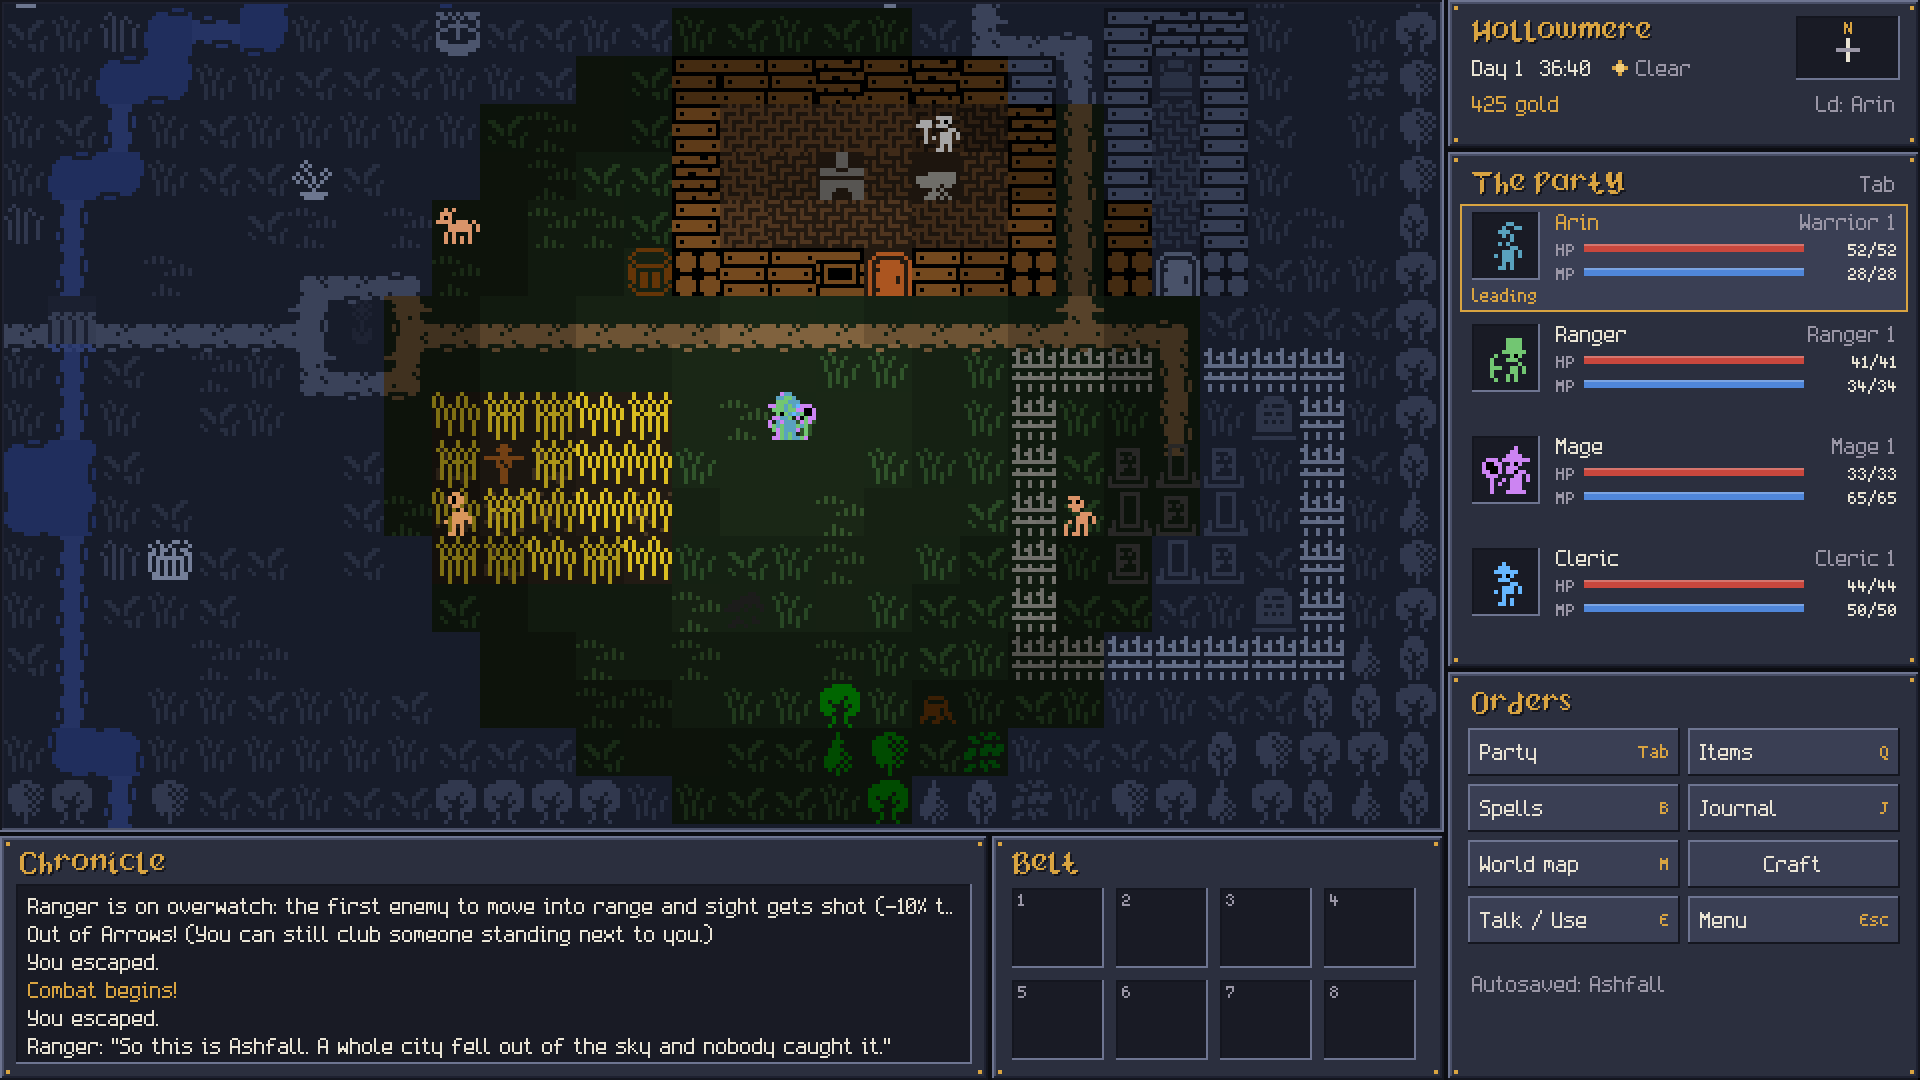 Hollowmere
N
Day 1 36:40 Clear
425 gold
Ld: Arin
The Party
Tab
Arin
Warrior 1
HP
52/52
MP
28/28
leading
Ranger
Ranger 1
HP
41/41
MP
34/34
Mage
Mage 1
HP
33/33
MP
65/65
Cleric
Cleric 1
HP
44/44
MP
50/50
Orders
Party Tab
Items Q
Spells B
Journal J
World map M
Craft
Talk / Use E
Menu Esc
Autosaved: Ashfall
Chronicle
Ranger is on overwatch: the first enemy to move into range and sight gets shot (-10% t..
Out of Arrows! (You can still club someone standing next to you.)
You escaped.
Combat begins!
You escaped.
Ranger: "So this is Ashfall. A whole city fell out of the sky and nobody caught it."
Belt
1
2
3
4
5
6
7
8